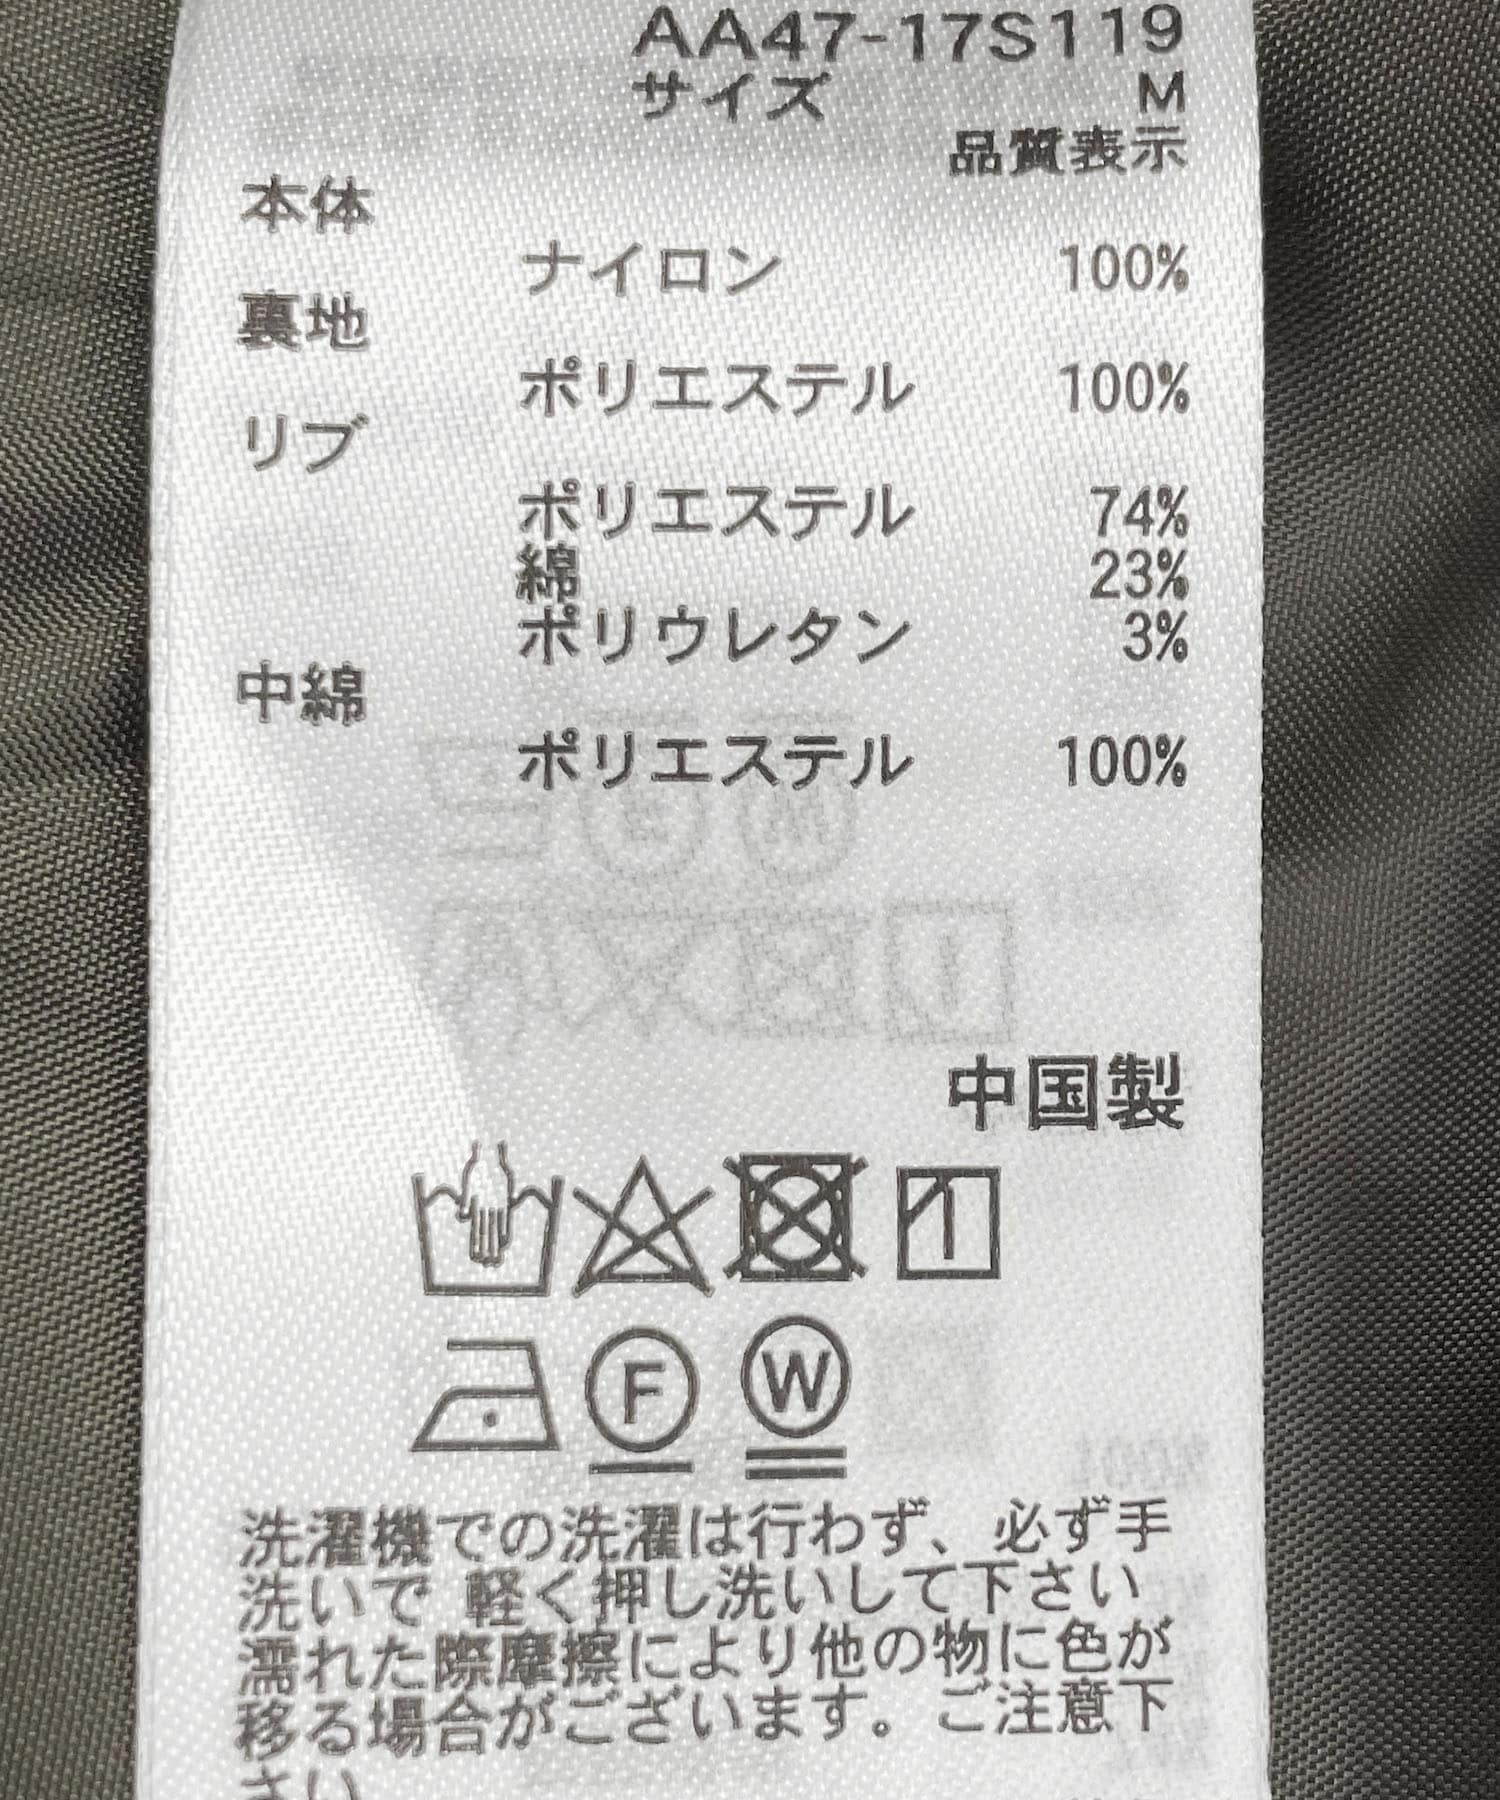 AA47-17S119
サイズ M
品質表示
本体
ナイロン 100%
裏地
ポリエステル 100%
リブ
ポリエステル 74%
綿 23%
ポリウレタン 3%
中綿
ポリエステル 100%
中国製
F W
洗濯機での洗濯は行わず、必ず手
洗いで 軽く押し洗いして下さい
濡れた際摩擦により他の物に色が
移る場合がございます。ご注意下
さい